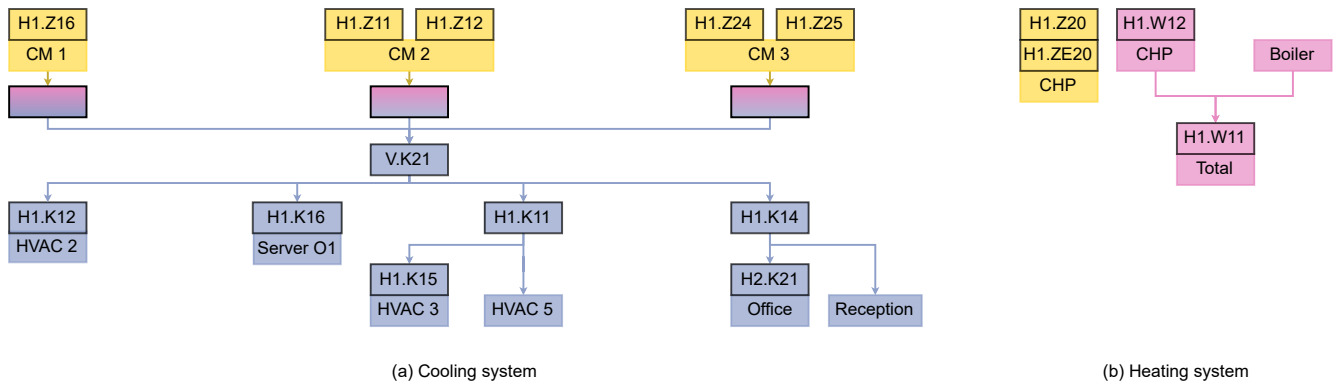 H1.Z16 H1.Z11 H1.Z12 H1.Z24 H1.Z25
CM 1 CM 2 CM 3
V.K21
H1.K12 H1.K16 H1.K11 H1.K14
HVAC 2 Server O1
H1.K15 H2.K21
HVAC 3 HVAC 5 Office Reception
(a) Cooling system
H1.Z20 H1.W12
H1.ZE20 CHP Boiler
CHP
H1.W11
Total
(b) Heating system